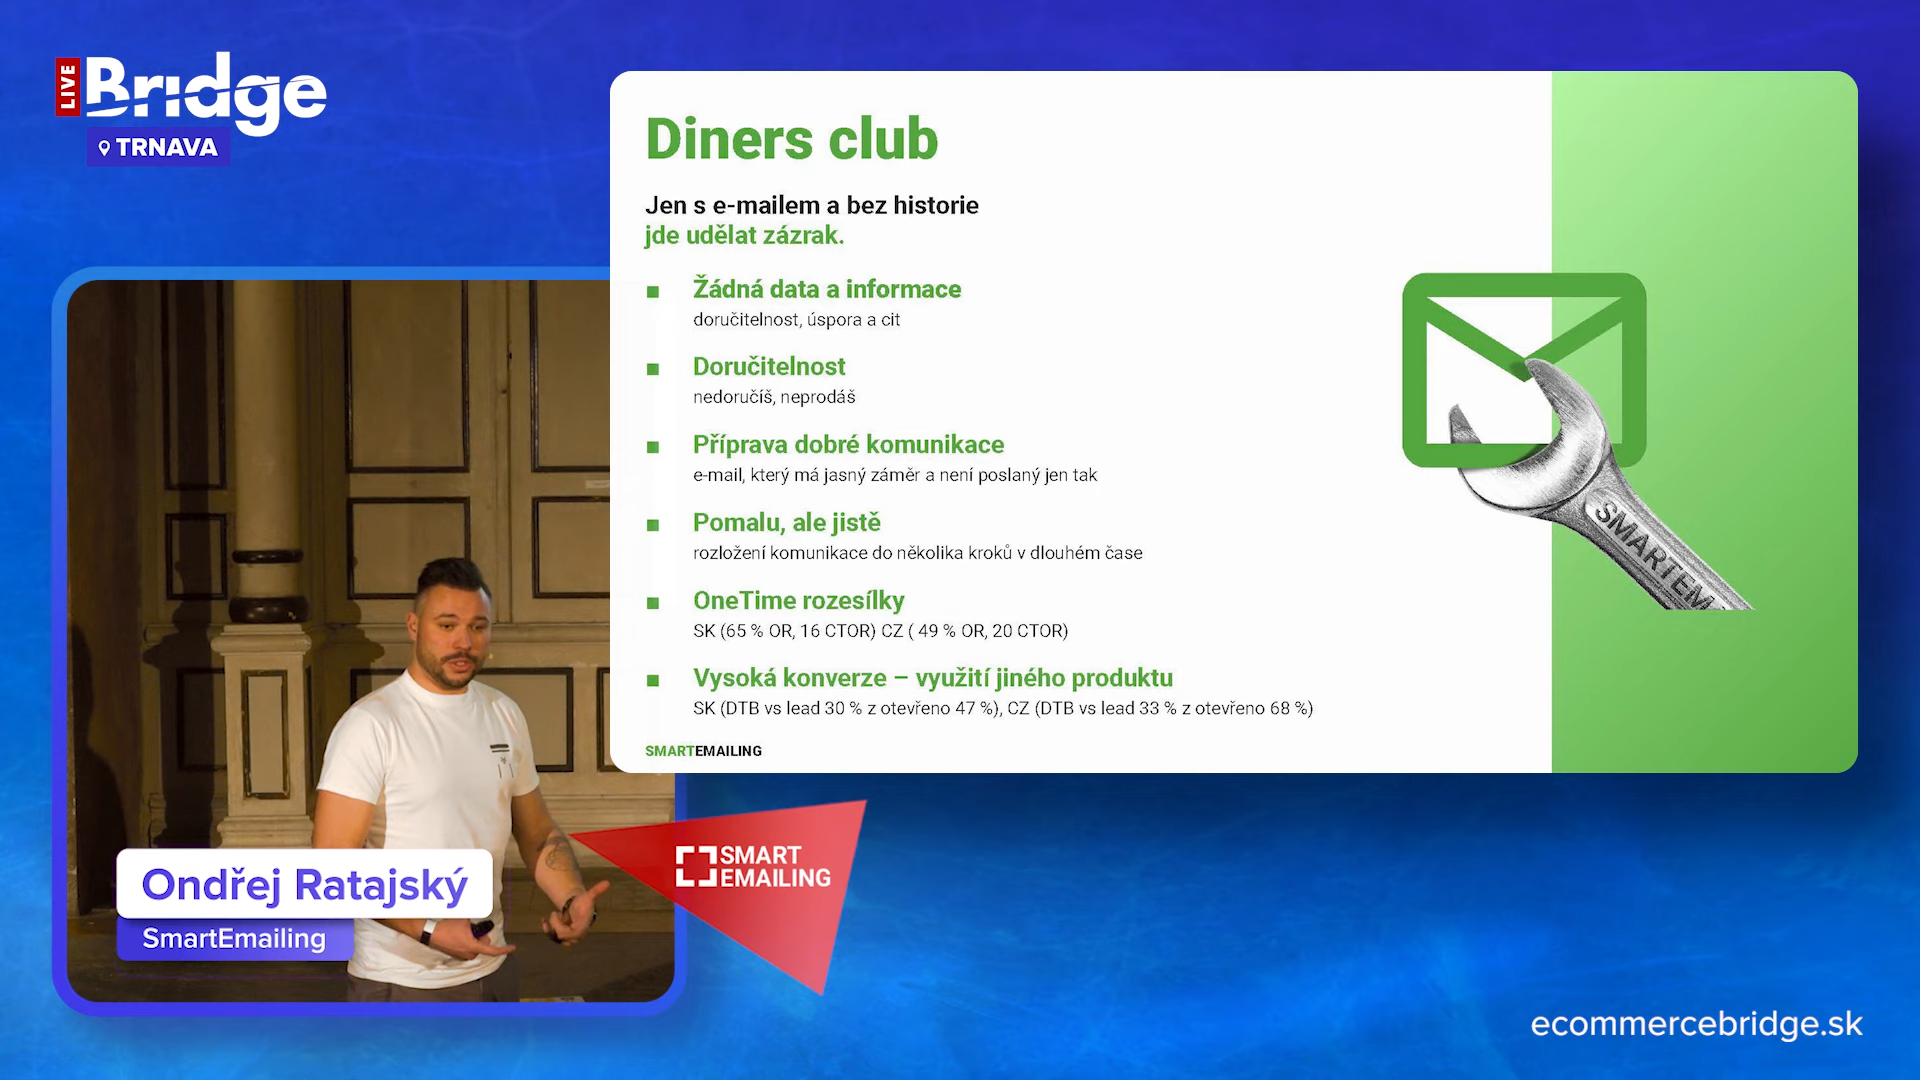 LIVE
Bridge
TRNAVA
Diners club
Jen s e-mailem a bez historie
jde udělat zázrak.
Žádná data a informace
doručitelnost, úspora a cit
Doručitelnost
nedoručíš, neprodáš
Příprava dobré komunikace
e-mail, který má jasný záměr a není poslaný jen tak
Pomalu, ale jistě
rozložení komunikace do několika kroků v dlouhém čase
OneTime rozesílky
SK (65 % OR, 16 CTOR) CZ ( 49 % OR, 20 CTOR)
Vysoká konverze – využití jiného produktu
SK (DTB vs lead 30 % z otevřeno 47 %), CZ (DTB vs lead 33 % z otevřeno 68 %)
SMARTEMAILING
SMARTEM
Ondřej Ratajský
SmartEmailing
SMART
EMAILING
ecommercebridge.sk